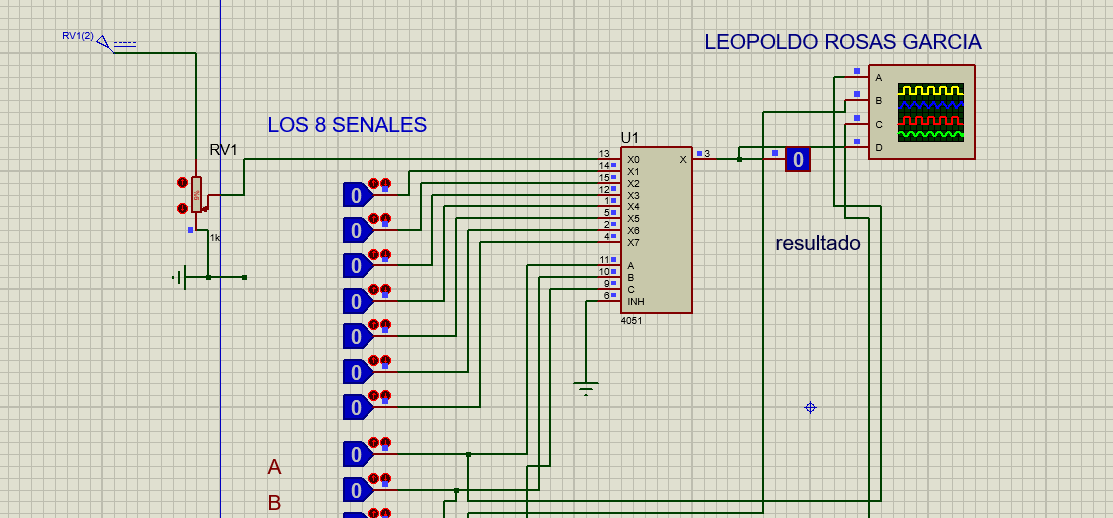 RV1(2)
LEOPOLDO ROSAS GARCIA
A
B
C
D
LOS 8 SENALES
RV1
1k
U1
13 X0 X 3
14 X1
15 X2
12 X3
1 X4
5 X5
2 X6
4 X7
11 A
10 B
9 C
6 INH
4051
0
resultado
0
0
0
0
0
0
0
A
0
B
0